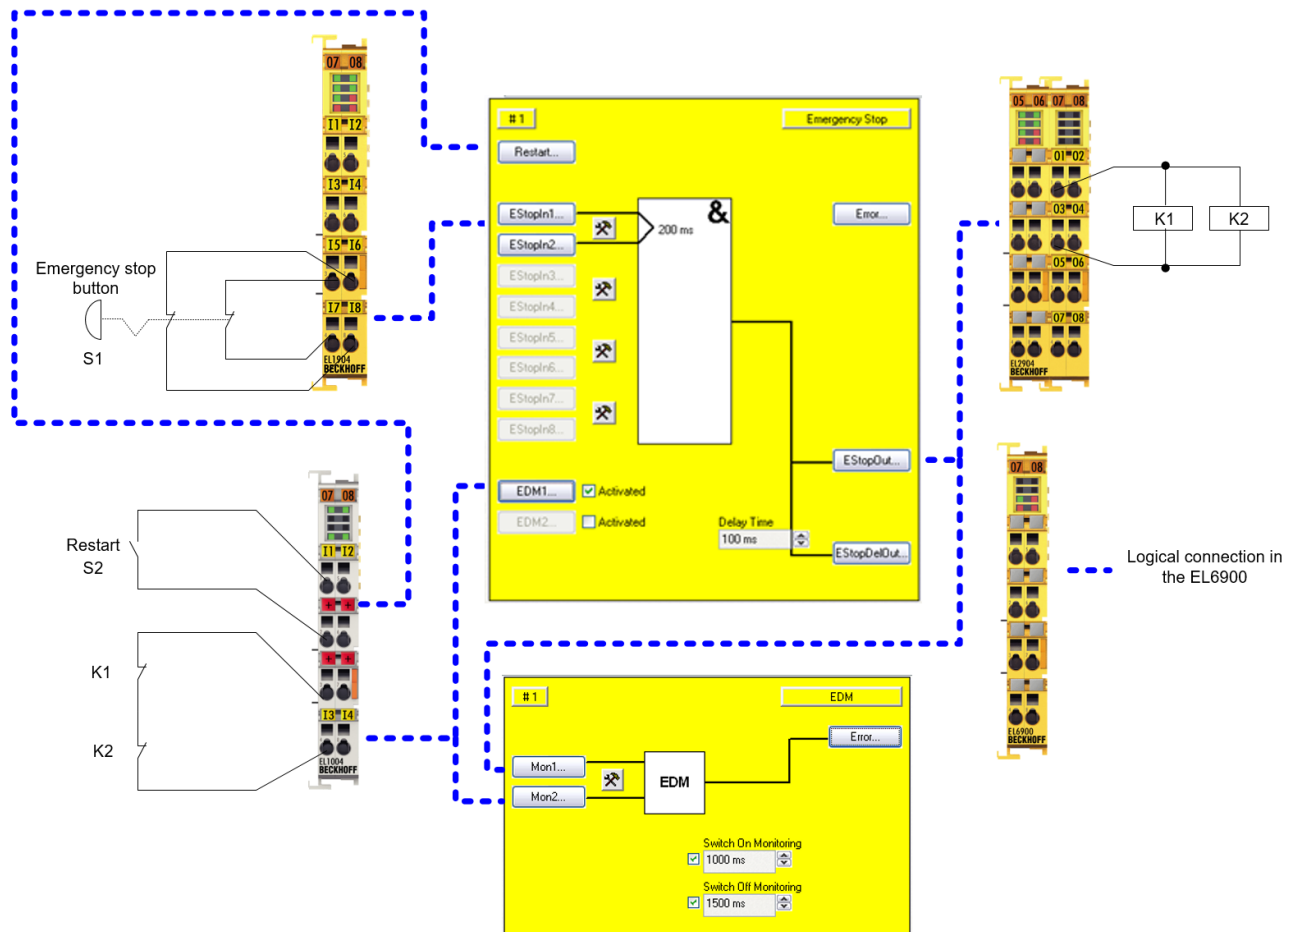 07 08
I1 I2
I3 I4
I5 I6
I7 I8
EL1904
BECKHOFF
Emergency stop
button
S1
# 1
Emergency Stop
Restart...
EStopIn1...
EStopIn2...
EStopIn3...
EStopIn4...
EStopIn5...
EStopIn6...
EStopIn7...
EStopIn8...
&
200 ms
Error...
EStopOut...
EDM1...
Activated
EDM2...
Activated
Delay Time
100 ms
EStopDelOut...
05 06 07 08
01 02
03 04
05 06
07 08
EL2904
BECKHOFF
K1
K2
07 08
I1 I2
+ +
+ +
I3 I4
EL1004
BECKHOFF
Restart
S2
K1
K2
07 08
EL6900
BECKHOFF
Logical connection in
the EL6900
# 1
EDM
Error...
Mon1...
Mon2...
EDM
Switch On Monitoring
1000 ms
Switch Off Monitoring
1500 ms